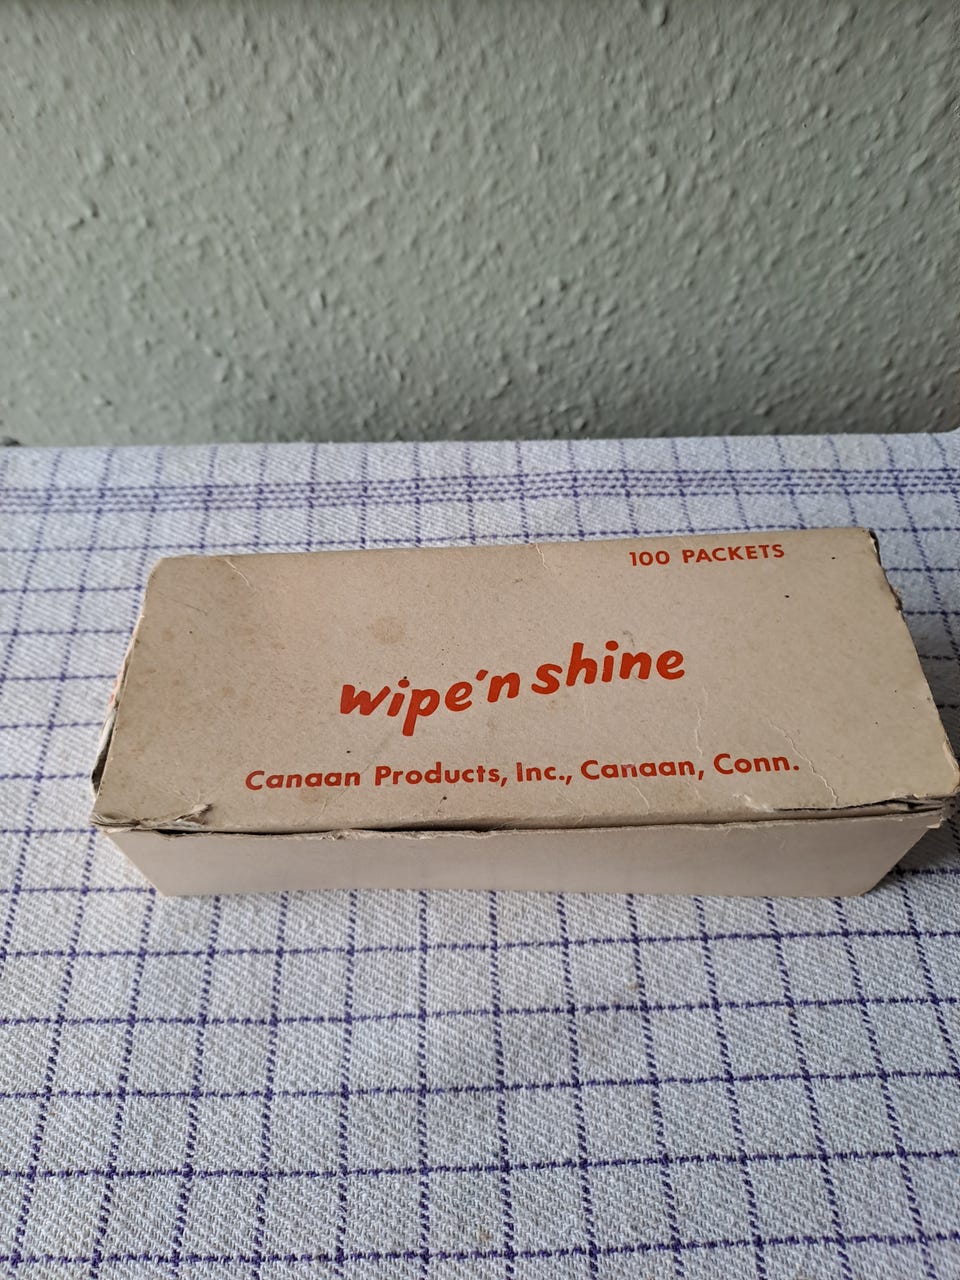 100 PACKETS
wipe'n shine
Canaan Products, Inc., Canaan, Conn.